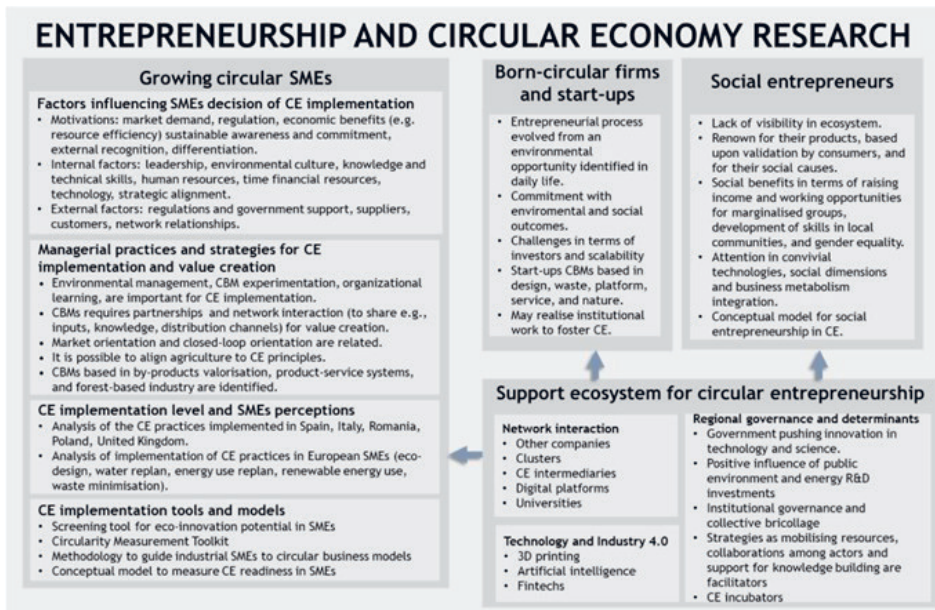 ENTREPRENEURSHIP AND CIRCULAR ECONOMY RESEARCH
Growing circular SMEs
Factors influencing SMEs decision of CE implementation
• Motivations: market demand, regulation, economic benefits (e.g.
resource efficiency) sustainable awareness and commitment,
external recognition, differentiation.
• Internal factors: leadership, environmental culture, knowledge and
technical skills, human resources, time financial resources,
technology, strategic alignment.
• External factors: regulations and government support, suppliers,
customers, network relationships.
Managerial practices and strategies for CE
implementation and value creation
• Environmental management, CBM experimentation, organizational
learning, are important for CE implementation.
• CBMs requires partnerships and network interaction (to share e.g.,
inputs, knowledge, distribution channels) for value creation.
• Market orientation and closed-loop orientation are related.
• It is possible to align agriculture to CE principles.
• CBMs based in by-products valorisation, product-service systems,
and forest-based industry are identified.
CE implementation level and SMEs perceptions
• Analysis of the CE practices implemented in Spain, Italy, Romania,
Poland, United Kingdom.
• Analysis of implementation of CE practices in European SMEs (eco-
design, water replan, energy use replan, renewable energy use,
waste minimisation).
CE implementation tools and models
• Screening tool for eco-innovation potential in SMEs
• Circularity Measurement Toolkit
• Methodology to guide industrial SMEs to circular business models
• Conceptual model to measure CE readiness in SMEs
Born-circular firms
and start-ups
• Entrepreneurial process
evolved from an
environmental
opportunity identified in
daily life.
• Commitment with
enviromental and social
outcomes.
• Challenges in terms of
investors and scalability
• Start-ups CBMs based in
design, waste, platform,
service, and nature.
• May realise institutional
work to foster CE.
Social entrepreneurs
• Lack of visibility in ecosystem.
• Renown for their products, based
upon validation by consumers, and
for their social causes.
• Social benefits in terms of raising
income and working opportunities
for marginalised groups,
development of skills in local
communities, and gender equality.
• Attention in convivial
technologies, social dimensions
and business metabolism
integration.
• Conceptual model for social
entrepreneurship in CE.
Support ecosystem for circular entrepreneurship
Network interaction
• Other companies
• Clusters
• CE intermediaries
• Digital platforms
• Universities
Technology and Industry 4.0
• 3D printing
• Artificial intelligence
• Fintechs
Regional governance and determinants
• Government pushing innovation in
technology and science.
• Positive influence of public
environment and energy R&D
investments
• Institutional governance and
collective bricollage
• Strategies as mobilising resources,
collaborations among actors and
support for knowledge building are
facilitators
• CE incubators